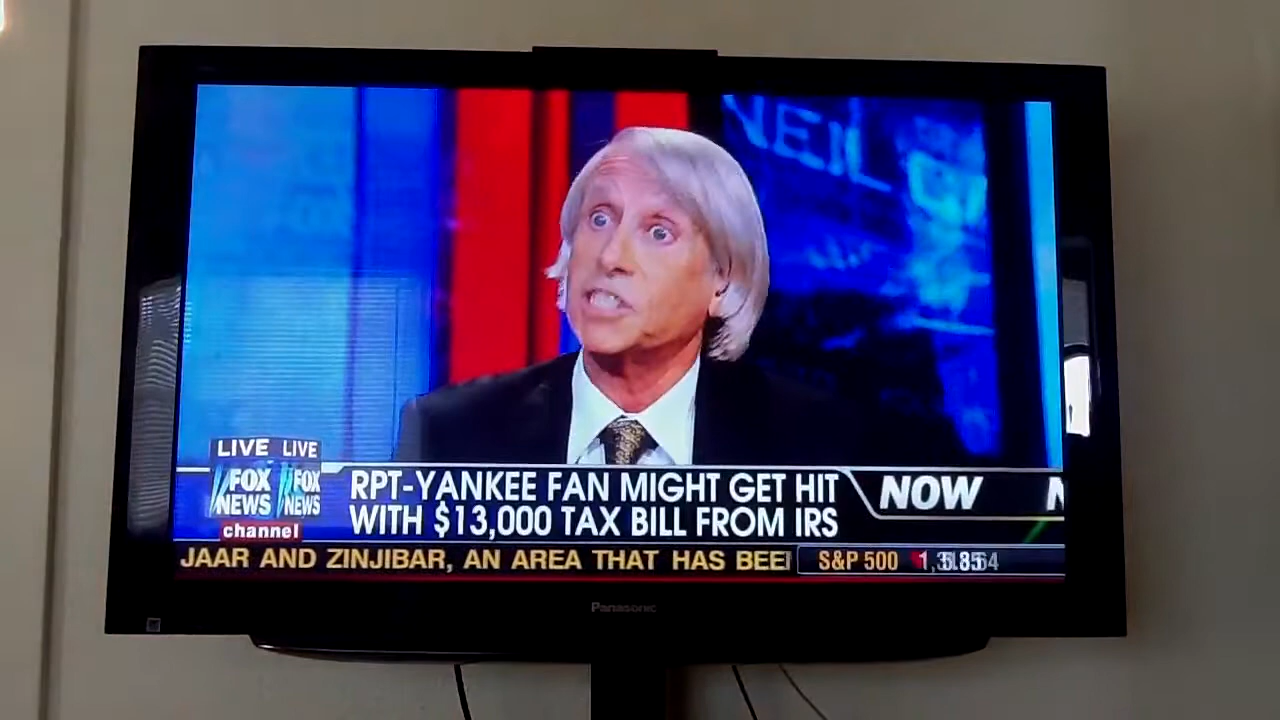 NEIL
LIVE LIVE
FOX NEWS FOX NEWS
channel
RPT-YANKEE FAN MIGHT GET HIT
WITH $13,000 TAX BILL FROM IRS
NOW N
JAAR AND ZINJIBAR, AN AREA THAT HAS BEE
S&P 500
Panasonic